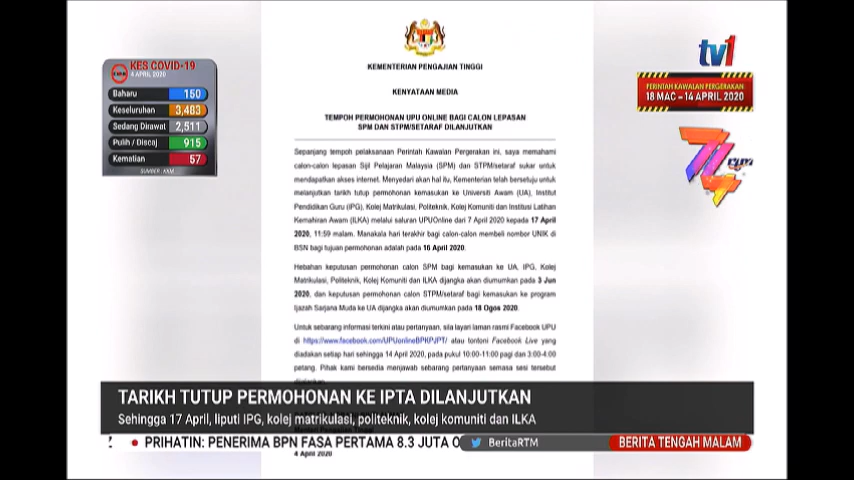 KES COVID-19
4 APRIL 2020
Baharu 150
Keseluruhan 3,483
Sedang Dirawat 2,511
Pulih / Discaj 915
Kematian 57
SUMBER : KKM
KEMENTERIAN PENGAJIAN TINGGI
KENYATAAN MEDIA
TEMPOH PERMOHONAN UPU ONLINE BAGI CALON LEPASAN
SPM DAN STPM/SETARAF DILANJUTKAN
Sepanjang tempoh pelaksanaan Perintah Kawalan Pergerakan ini, saya memahami
calon-calon lepasan Sijil Pelajaran Malaysia (SPM) dan STPM/setaraf sukar untuk
mendapatkan akses internet. Menyedari akan hal itu, Kementerian telah bersetuju untuk
melanjutkan tarikh tutup permohonan kemasukan ke Universiti Awam (UA), Institut
Pendidikan Guru (IPG), Kolej Matrikulasi, Politeknik, Kolej Komuniti dan Institusi Latihan
Kemahiran Awam (ILKA) melalui saluran UPUOnline dari 7 April 2020 kepada 17 April
2020, 11:59 malam. Manakala hari terakhir bagi calon-calon membeli nombor UNIK di
BSN bagi tujuan permohonan adalah pada 16 April 2020.
Hebahan keputusan permohonan calon SPM bagi kemasukan ke UA, IPG, Kolej
Matrikulasi, Politeknik, Kolej Komuniti dan ILKA dijangka akan diumumkan pada 3 Jun
2020, dan keputusan permohonan calon STPM/setaraf bagi kemasukan ke program
Ijazah Sarjana Muda ke UA dijangka akan diumumkan pada 18 Ogos 2020.
Untuk sebarang informasi terkini atau pertanyaan, sila layari laman rasmi Facebook UPU
di https://www.facebook.com/UPUonlineBPKPJPT/ atau tontoni Facebook Live yang
diadakan setiap hari sehingga 14 April 2020, pada pukul 10:00-11:00 pagi dan 3:00-4:00
petang. Pihak kami bersedia menjawab sebarang pertanyaan semasa sesi tersebut
4 April 2020
tv1
PERINTAH KAWALAN PERGERAKAN
18 MAC – 14 APRIL 2020
74
TARIKH TUTUP PERMOHONAN KE IPTA DILANJUTKAN
Sehingga 17 April, liputi IPG, kolej matrikulasi, politeknik, kolej komuniti dan ILKA
PRIHATIN: PENERIMA BPN FASA PERTAMA 8.3 JUTA O
BeritaRTM
BERITA TENGAH MALAM